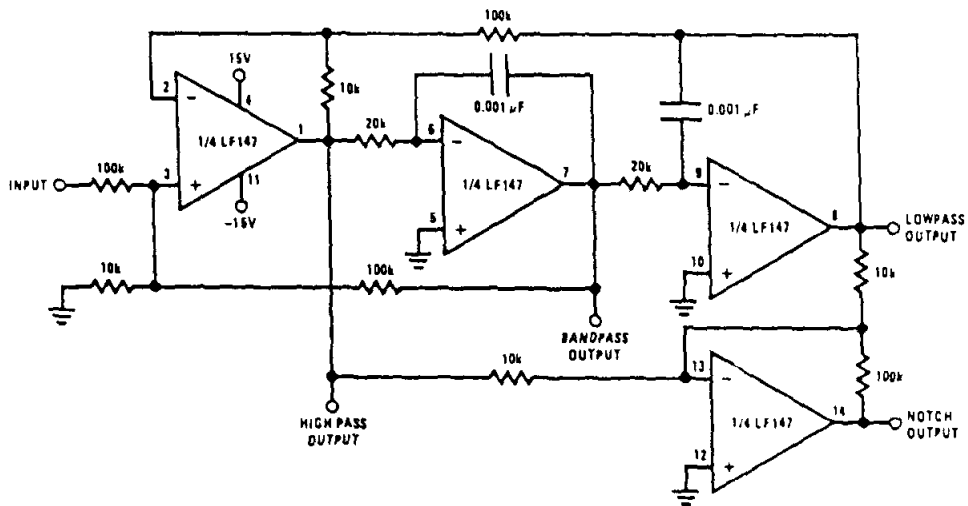 100k
2
15V
4
10k
0.001 µF
1/4 LF147
1
20k
6
0.001 µF
INPUT
100k
3
11
-15V
1/4 LF147
7
20k
9
5
1/4 LF147
8
LOWPASS
OUTPUT
10k
100k
10
10k
BANDPASS
OUTPUT
10k
13
100k
HIGH PASS
OUTPUT
1/4 LF147
14
NOTCH
OUTPUT
12